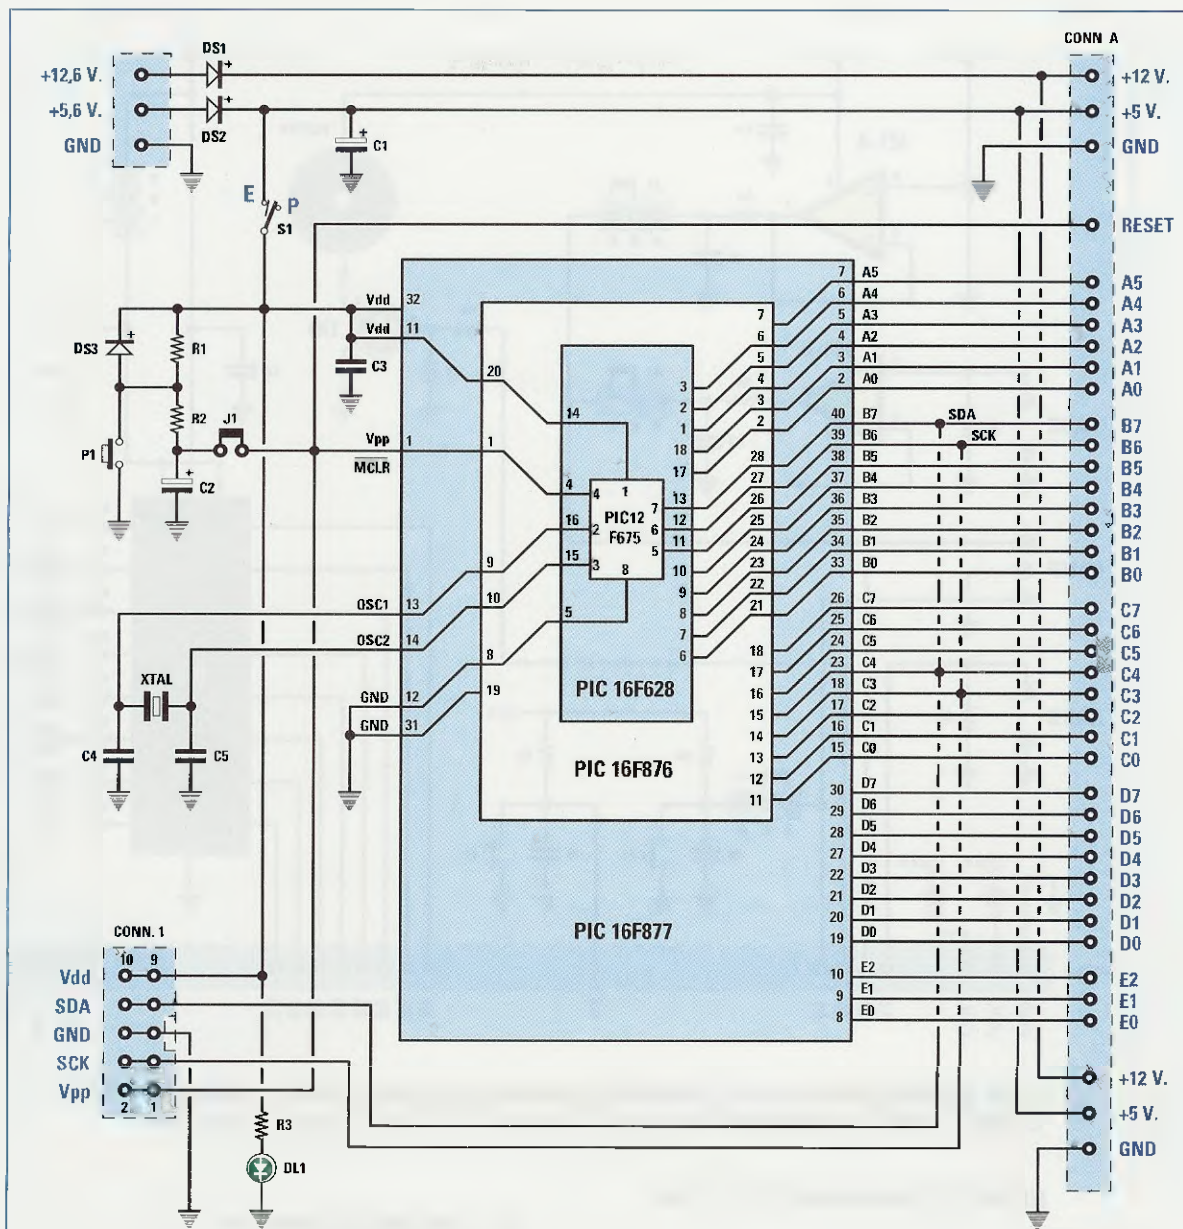 CONN A
DS1
+12,6 V.
+12 V.
+5,6 V.
+5 V.
DS2
GND
C1
GND
E P
S1
RESET
7 A5
A5
Vdd 32
6 A4
A4
Vdd 11
7
5 A3
A3
DS3
R1
6
4 A2
A2
C3
5
3 A1
A1
20
3
4
2 A0
A0
R2
J1
14
2
3
40 B7
SDA
B7
1
2
39 B6
SCK
B6
P1
Vpp 1
1
18
28
38 B5
B5
MCLR
17
27
37 B4
B4
C2
4
4
1
7
13
26
36 B3
B3
16
2
PIC12
F675
6
12
25
35 B2
B2
15
3
5
11
24
34 B1
B1
9
8
10
23
33 B0
B0
OSC1 13
10
5
9
22
26 C7
C7
8
21
25 C6
C6
OSC2 14
8
7
24 C5
C5
6
18
23 C4
C4
XTAL
GND 12
19
PIC 16F628
17
18 C3
C3
GND 31
16
17 C2
C2
15
16 C1
C1
C4
C5
14
15 C0
C0
PIC 16F876
13
12
11
30 D7
D7
29 D6
D6
28 D5
D5
27 D4
D4
22 D3
D3
21 D2
D2
PIC 16F877
20 D1
D1
CONN. 1
19 D0
D0
10 9
Vdd
10 E2
E2
SDA
9 E1
E1
GND
8 E0
E0
SCK
Vpp
+12 V.
2 1
R3
+5 V.
DL1
GND